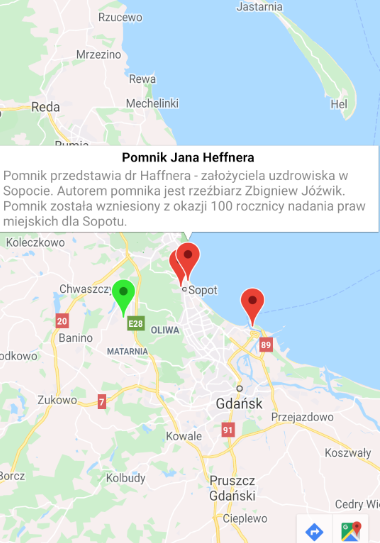 Jastarnia
Rzucewo
Mrzezino
Rewa
Mechelinki
Reda
Hel
Rumia
Pomnik Jana Heffnera
Pomnik przedstawia dr Haffnera - założyciela uzdrowiska w
Sopocie. Autorem pomnika jest rzeźbiarz Zbigniew Jóźwik.
Pomnik została wzniesiony z okazji 100 rocznicy nadania praw
miejskich dla Sopotu.
Koleczkowo
Chwaszczy
Sopot
20
E28
OLIWA
Banino
MATARNIA
89
odkowo
Żukowo
7
Gdańsk
Przejazdowo
91
Kowale
Koszwały
Borcz
Kolbudy
Pruszcz
Gdański
Cedry Wie
Cieplewo